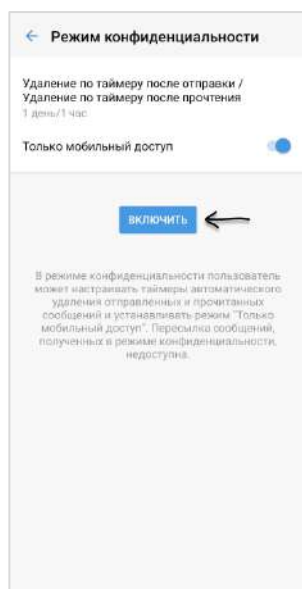 Режим конфиденциальности
Удаление по таймеру после отправки /
Удаление по таймеру после прочтения
1 день/1 час
Только мобильный доступ
ВКЛЮЧИТЬ
В режиме конфиденциальности пользователь
может настраивать таймеры автоматического
удаления отправленных и прочитанных
сообщений и устанавливать режим "Только
мобильный доступ". Пересылка сообщений,
полученных в режиме конфиденциальности,
недоступна.